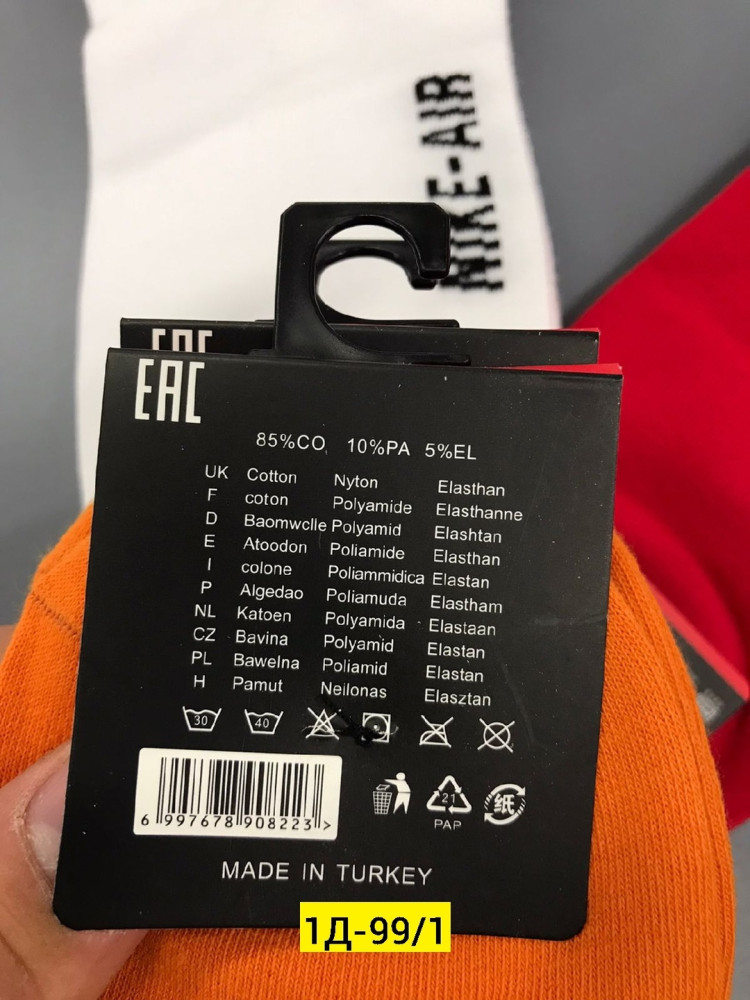 NIKE-AIR
EAC
EAC
85%CO, 10%PA 5%EL
UK Cotton Nyton Elasthan
F coton Polyamide Elasthanne
D Baomwclle Polyamid Elashtan
E Atoodon Poliamide Elasthan
I colone Poliammidica Elastan
P Algedao Poliamuda Elastham
NL Katoen Polyamida Elastaan
CZ Bavina Polyamid Elastan
PL Bawelna Poliamid Elastan
H Pamut Neilonas Elasztan
30 40
6 997678 908223 >
21
PAP
纸
MADE IN TURKEY
1Д-99/1